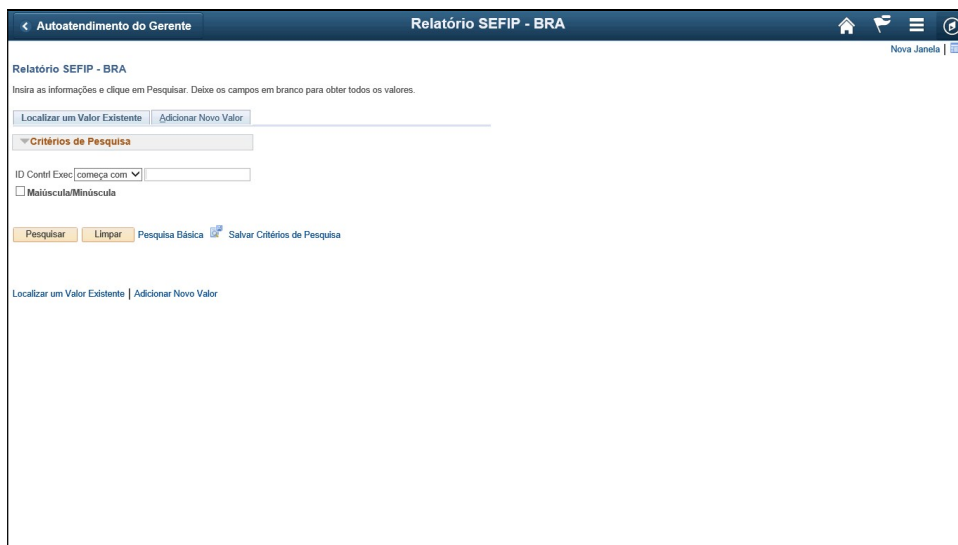 Autoatendimento do Gerente
Relatório SEFIP - BRA
Nova Janela |
Relatório SEFIP - BRA
Insira as informações e clique em Pesquisar. Deixe os campos em branco para obter todos os valores.
Localizar um Valor Existente Adicionar Novo Valor
Critérios de Pesquisa
ID Contrl Exec começa com
Maiúscula/Minúscula
Pesquisar Limpar Pesquisa Básica Salvar Critérios de Pesquisa
Localizar um Valor Existente | Adicionar Novo Valor